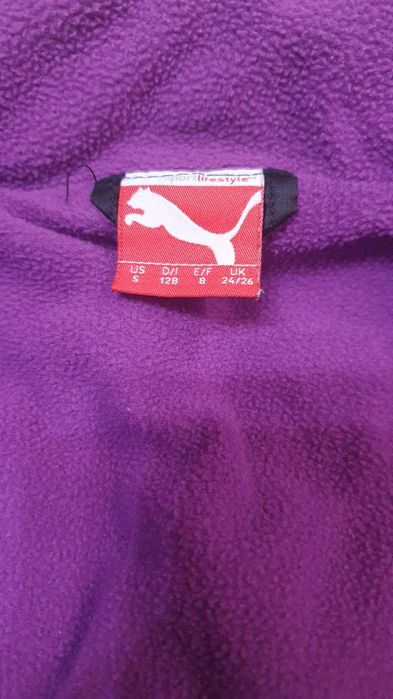 lifestyle
US D/I E/F UK
S 128 8 24/26